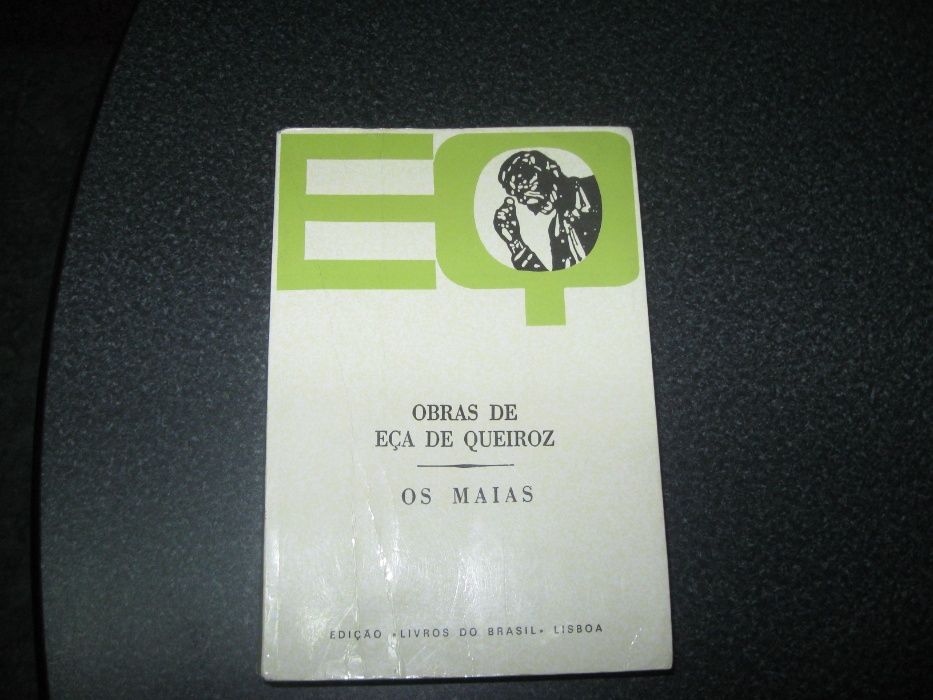 EQ
OBRAS DE
EÇA DE QUEIROZ
OS MAIAS
EDIÇÃO «LIVROS DO BRASIL» LISBOA